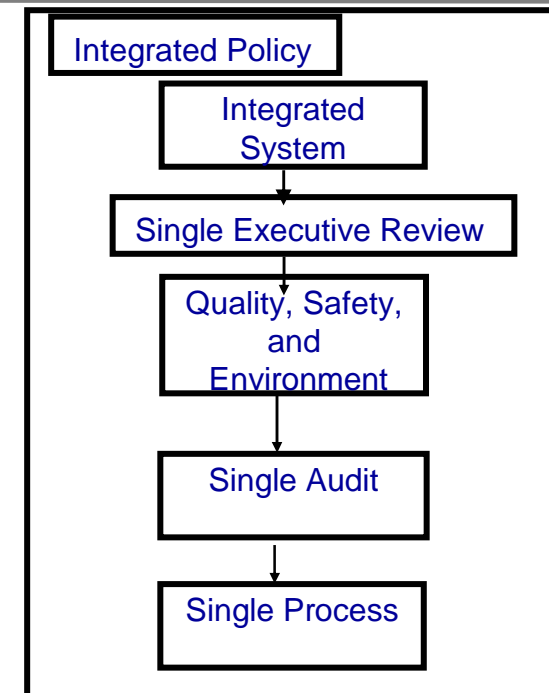 Integrated Policy
Integrated
System
Single Executive Review
Quality, Safety,
and
Environment
Single Audit
Single Process